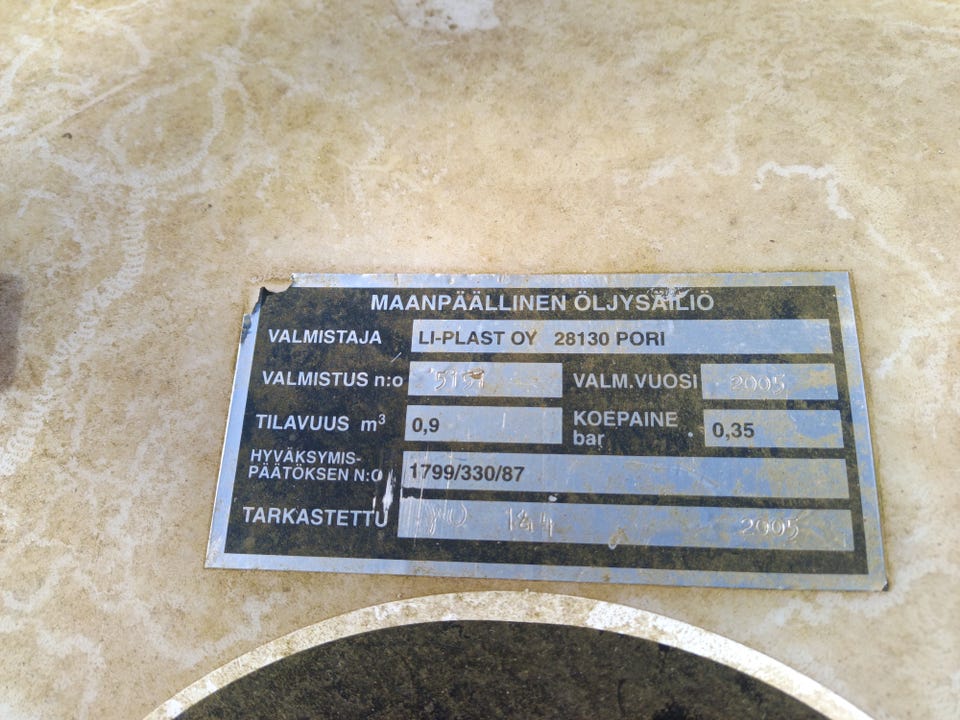 MAANPÄÄLLINEN ÖLJYSÄILIÖ
VALMISTAJA LI-PLAST OY 28130 PORI
VALMISTUS n:o 5151 VALM.VUOSI 2005
TILAVUUS m³ 0,9 KOEPAINE bar 0,35
HYVÄKSYMIS-
PÄÄTÖKSEN N:O 1799/330/87
TARKASTETTU 2005